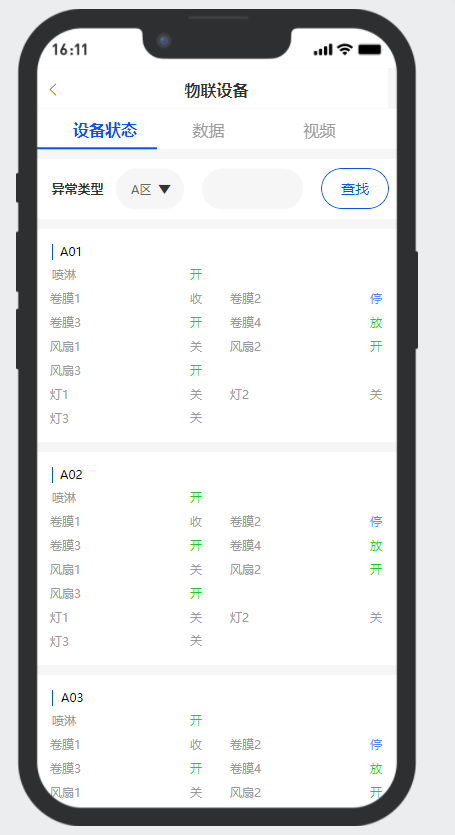 16:11
物联设备
设备状态 数据 视频
异常类型 A区 查找
A01
喷淋 开
卷膜1 收 卷膜2 停
卷膜3 开 卷膜4 放
风扇1 关 风扇2 开
风扇3 开
灯1 关 灯2 关
灯3 关
A02
喷淋 开
卷膜1 收 卷膜2 停
卷膜3 开 卷膜4 放
风扇1 关 风扇2 开
风扇3 开
灯1 关 灯2 关
灯3 关
A03
喷淋 开
卷膜1 收 卷膜2 停
卷膜3 开 卷膜4 放
风扇1 关 风扇2 开